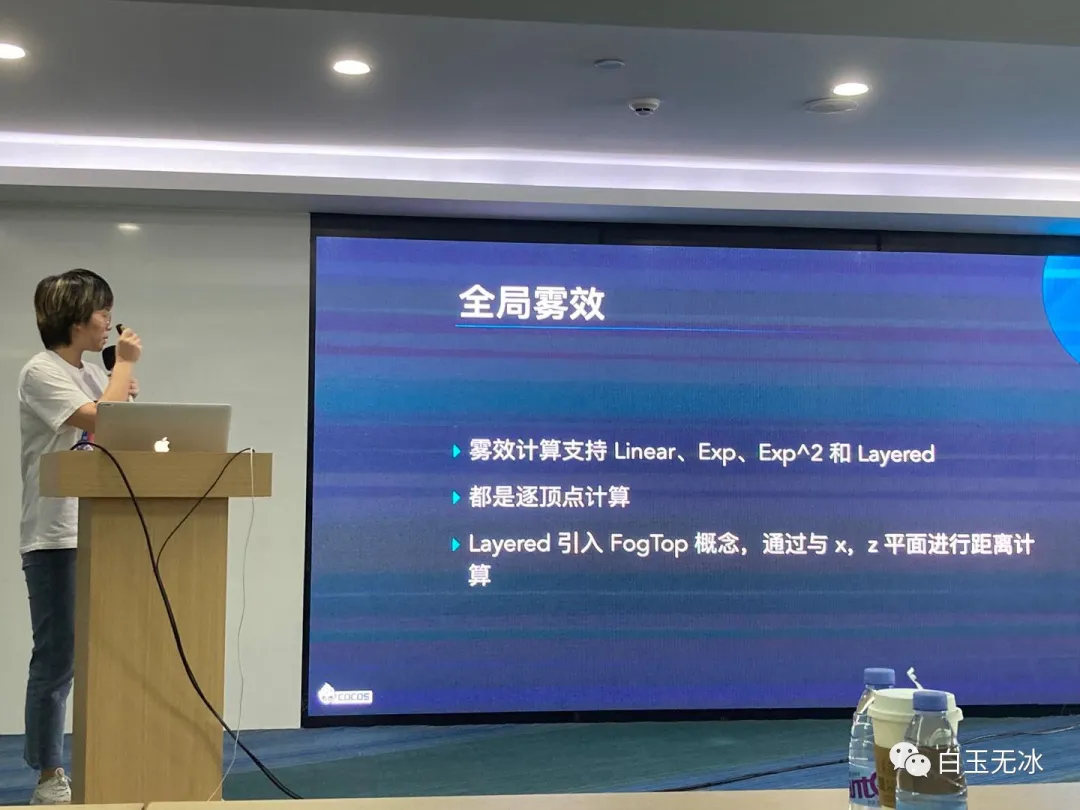 全局雾效
雾效计算支持 Linear、Exp、Exp^2 和 Layered
都是逐顶点计算
Layered 引入 FogTop 概念，通过与 x，z 平面进行距离计
算
COCOS
白玉无冰